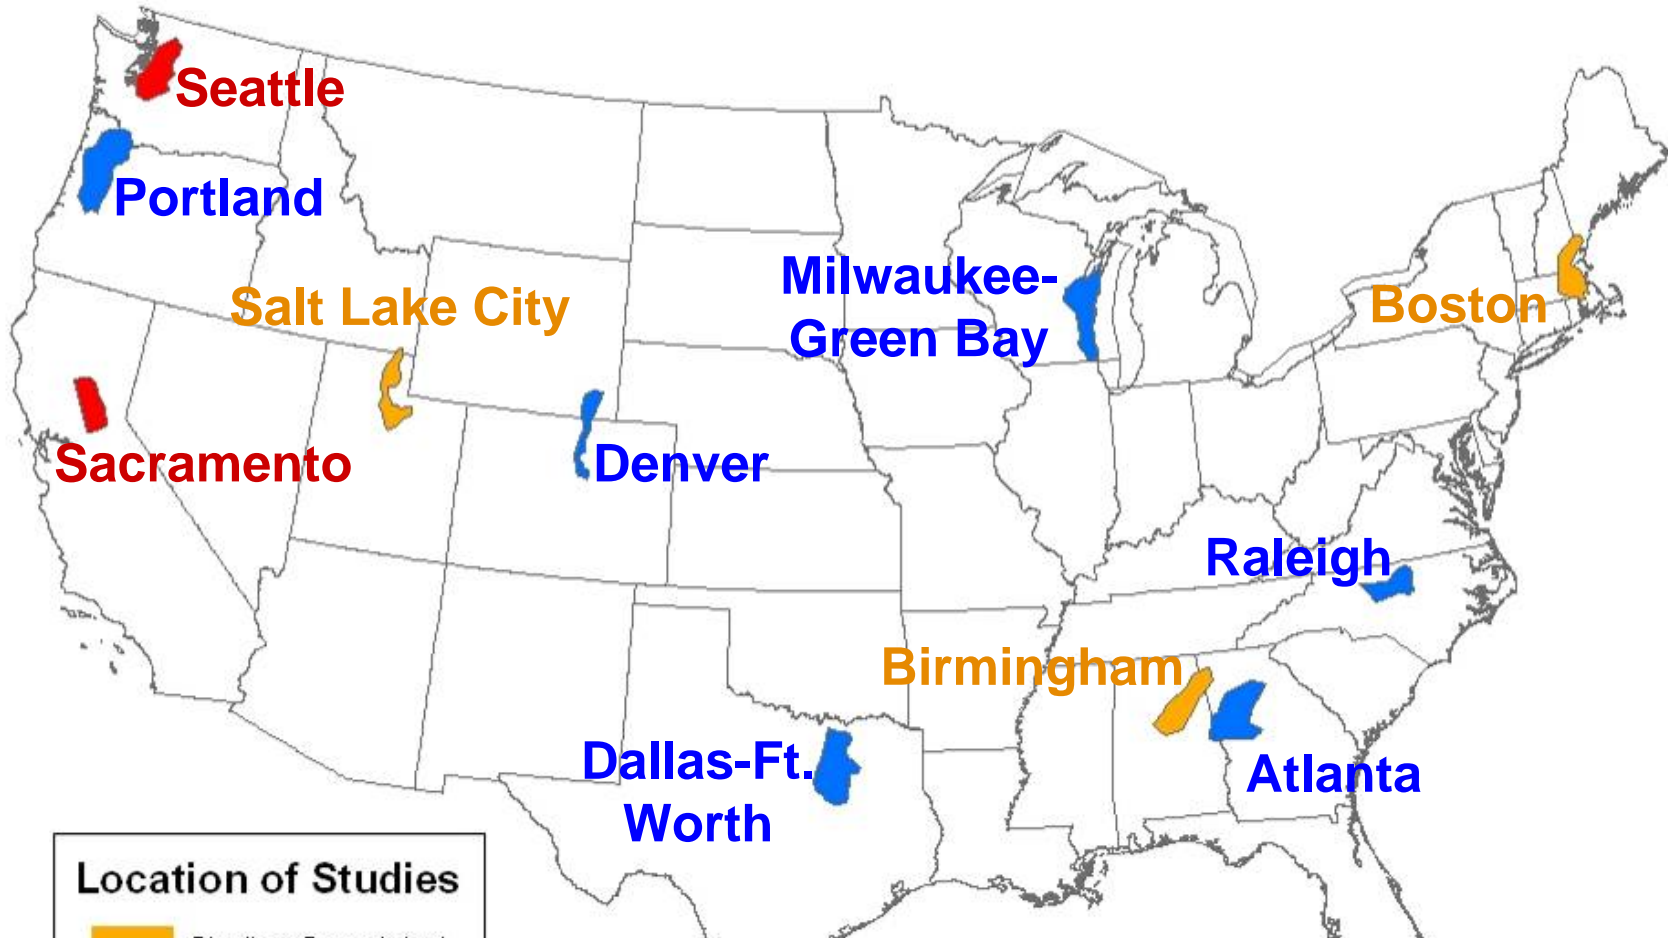 Seattle
Portland
Salt Lake City
Milwaukee-
Green Bay
Boston
Sacramento
Denver
Raleigh
Birmingham
Dallas-Ft.
Worth
Atlanta
Location of Studies